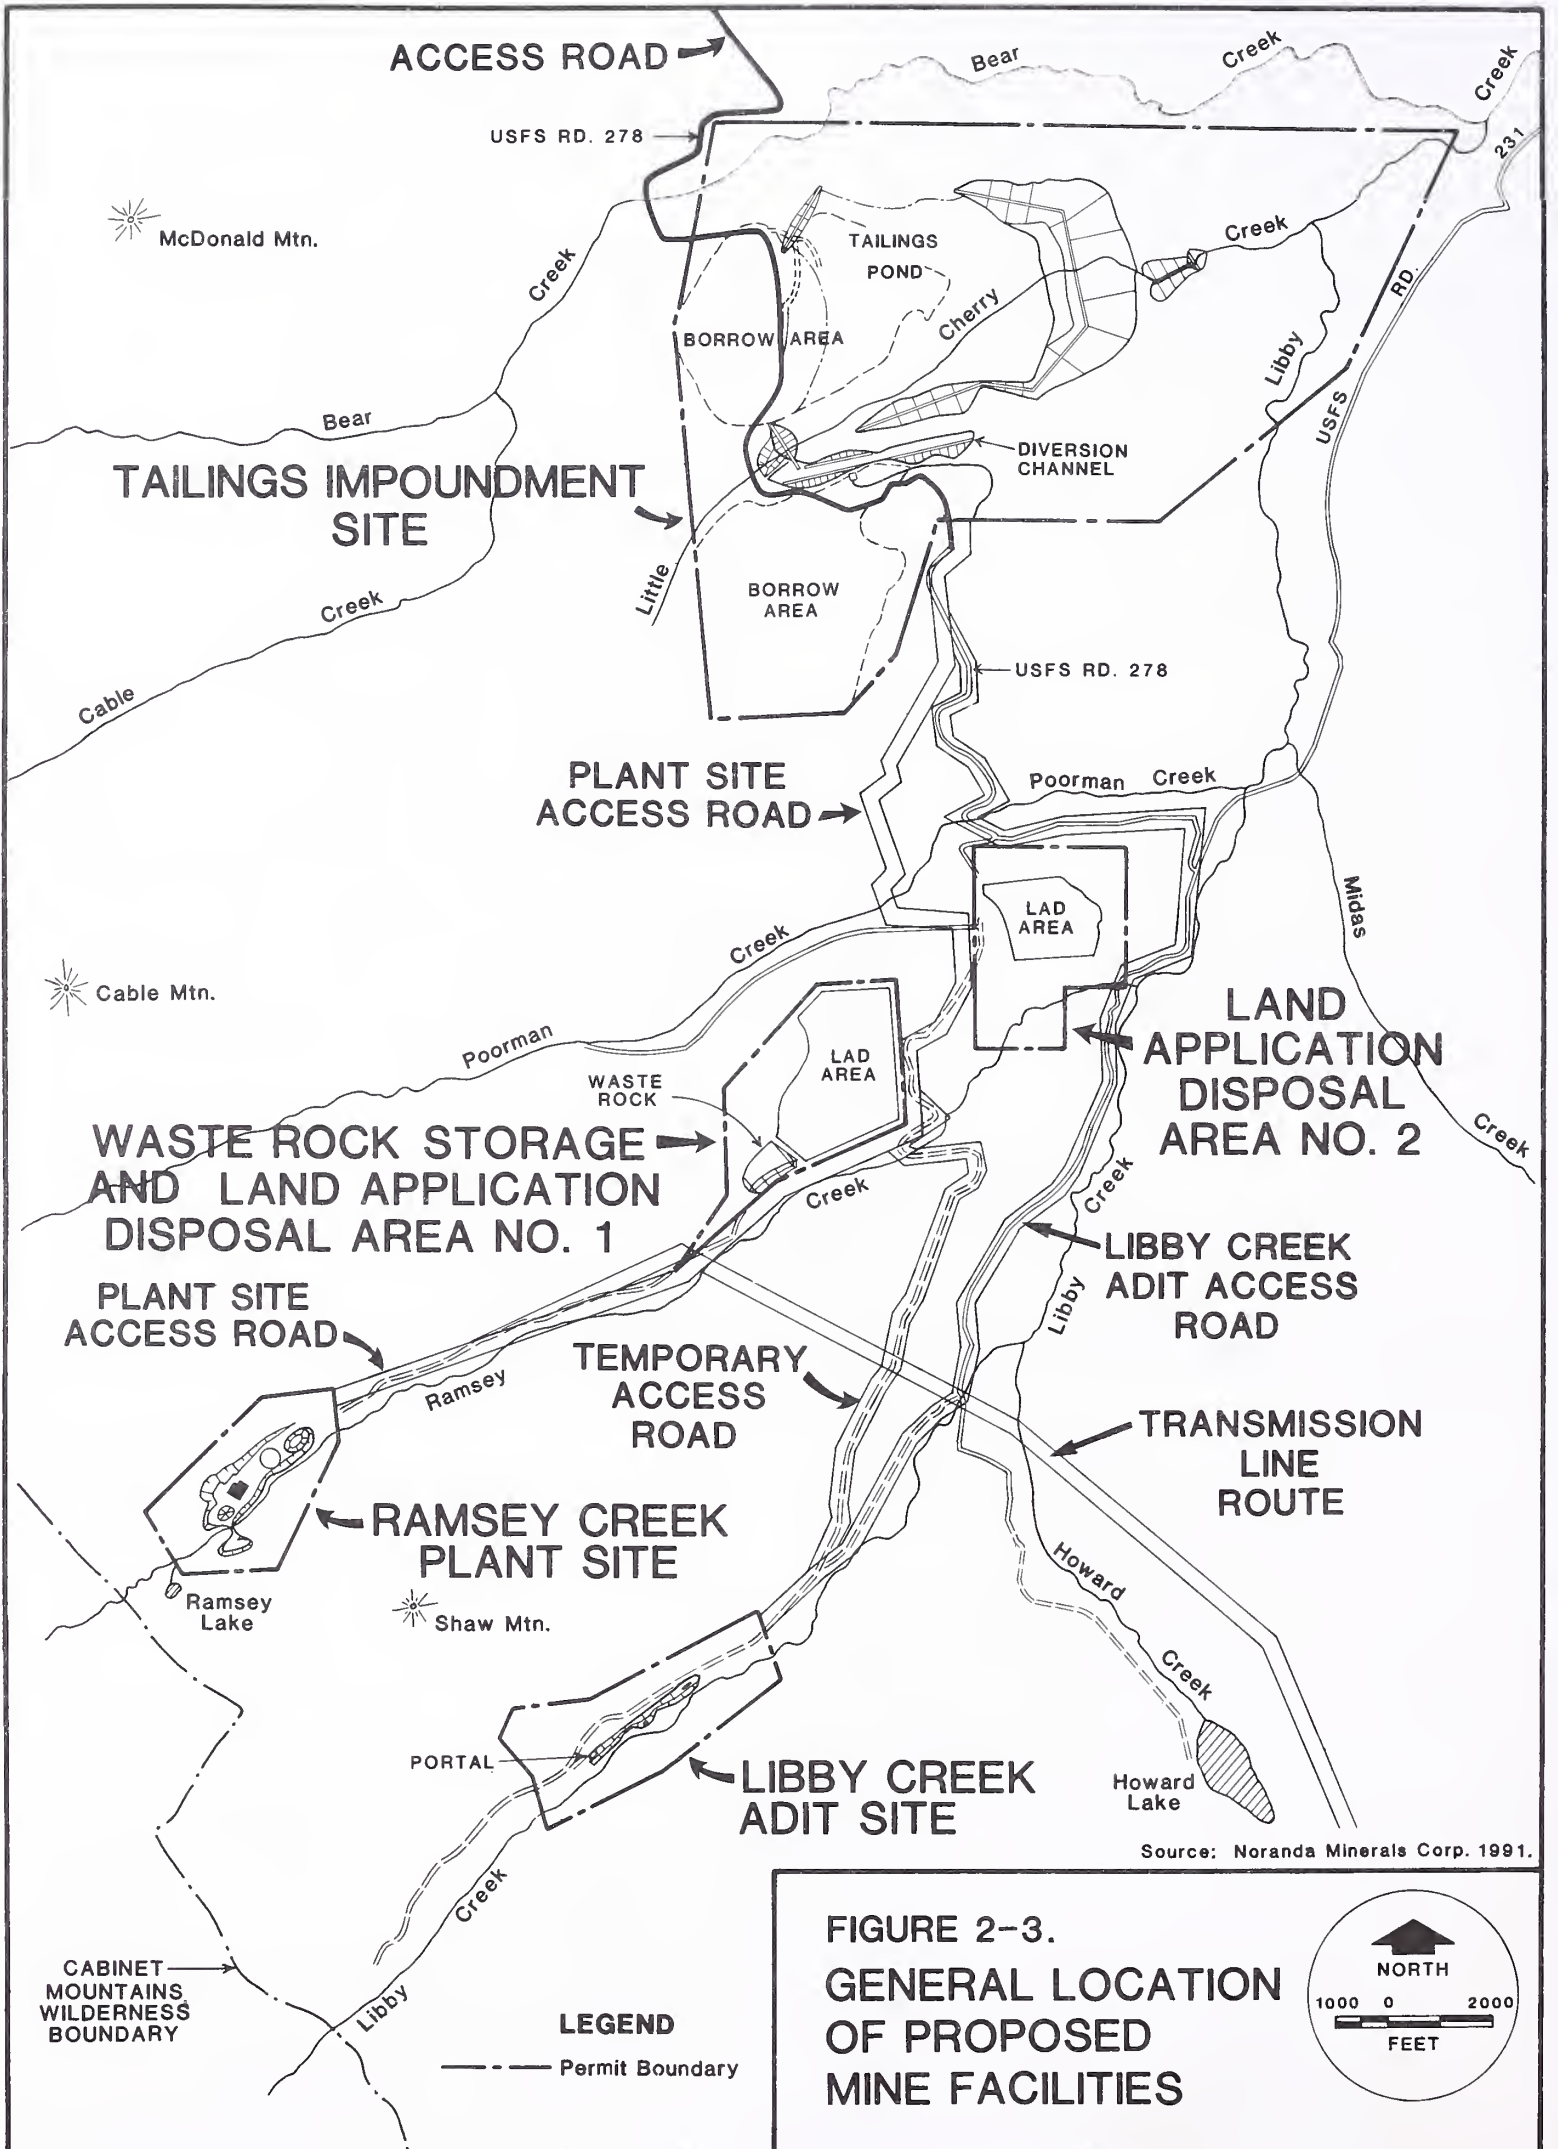 ACCESS ROAD
Bear
Creek
Creek
USFS RD. 278
231
McDonald Mtn.
Creek
TAILINGS
POND
Creek
RD.
Cherry
BORROW AREA
Libby
USFS
Bear
DIVERSION
CHANNEL
TAILINGS IMPOUNDMENT
SITE
Little
BORROW
AREA
Creek
USFS RD. 278
Cable
PLANT SITE
ACCESS ROAD
Poorman Creek
Midas
LAD
AREA
Creek
Cable Mtn.
LAND
APPLICATION
DISPOSAL
AREA NO. 2
Poorman
LAD
AREA
WASTE
ROCK
Creek
WASTE ROCK STORAGE
AND LAND APPLICATION
DISPOSAL AREA NO. 1
Creek
Creek
LIBBY CREEK
ADIT ACCESS
ROAD
Libby
PLANT SITE
ACCESS ROAD
Ramsey
TEMPORARY
ACCESS
ROAD
TRANSMISSION
LINE
ROUTE
RAMSEY CREEK
PLANT SITE
Howard
Ramsey
Lake
Shaw Mtn.
Creek
PORTAL
LIBBY CREEK
ADIT SITE
Howard
Lake
Source: Noranda Minerals Corp. 1991.
Creek
CABINET
MOUNTAINS
WILDERNESS
BOUNDARY
Libby
LEGEND
Permit Boundary
FIGURE 2-3.
GENERAL LOCATION
OF PROPOSED
MINE FACILITIES
NORTH
1000 0 2000
FEET